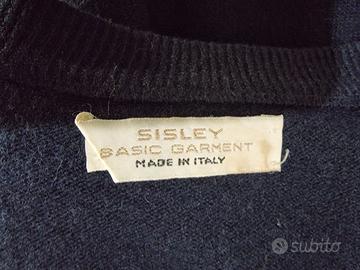 SISLEY
BASIC GARMENT
MADE IN ITALY
subito